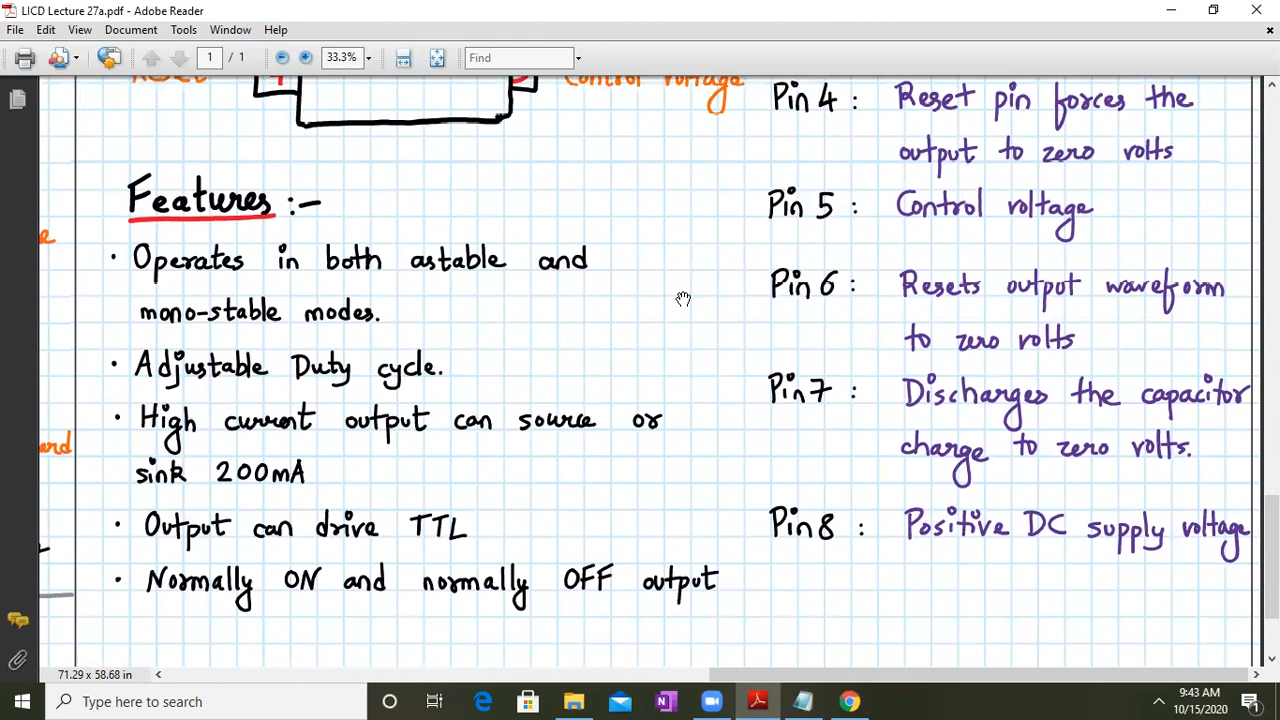 LICD Lecture 27a.pdf - Adobe Reader
File Edit View Document Tools Window Help
1 / 1 33.3% Find
RESET 4 5 Control voltage
Features :-
• Operates in both astable and
mono-stable modes.
• Adjustable Duty cycle.
• High current output can source or
sink 200mA
• Output can drive TTL
• Normally ON and normally OFF output
Pin 4 : Reset pin forces the
output to zero volts
Pin 5 : Control voltage
Pin 6 : Resets output waveform
to zero volts
Pin 7 : Discharges the capacitor
charge to zero volts.
Pin 8 : Positive DC supply voltage
71.29 x 58.68 in
Type here to search
9:43 AM
10/15/2020